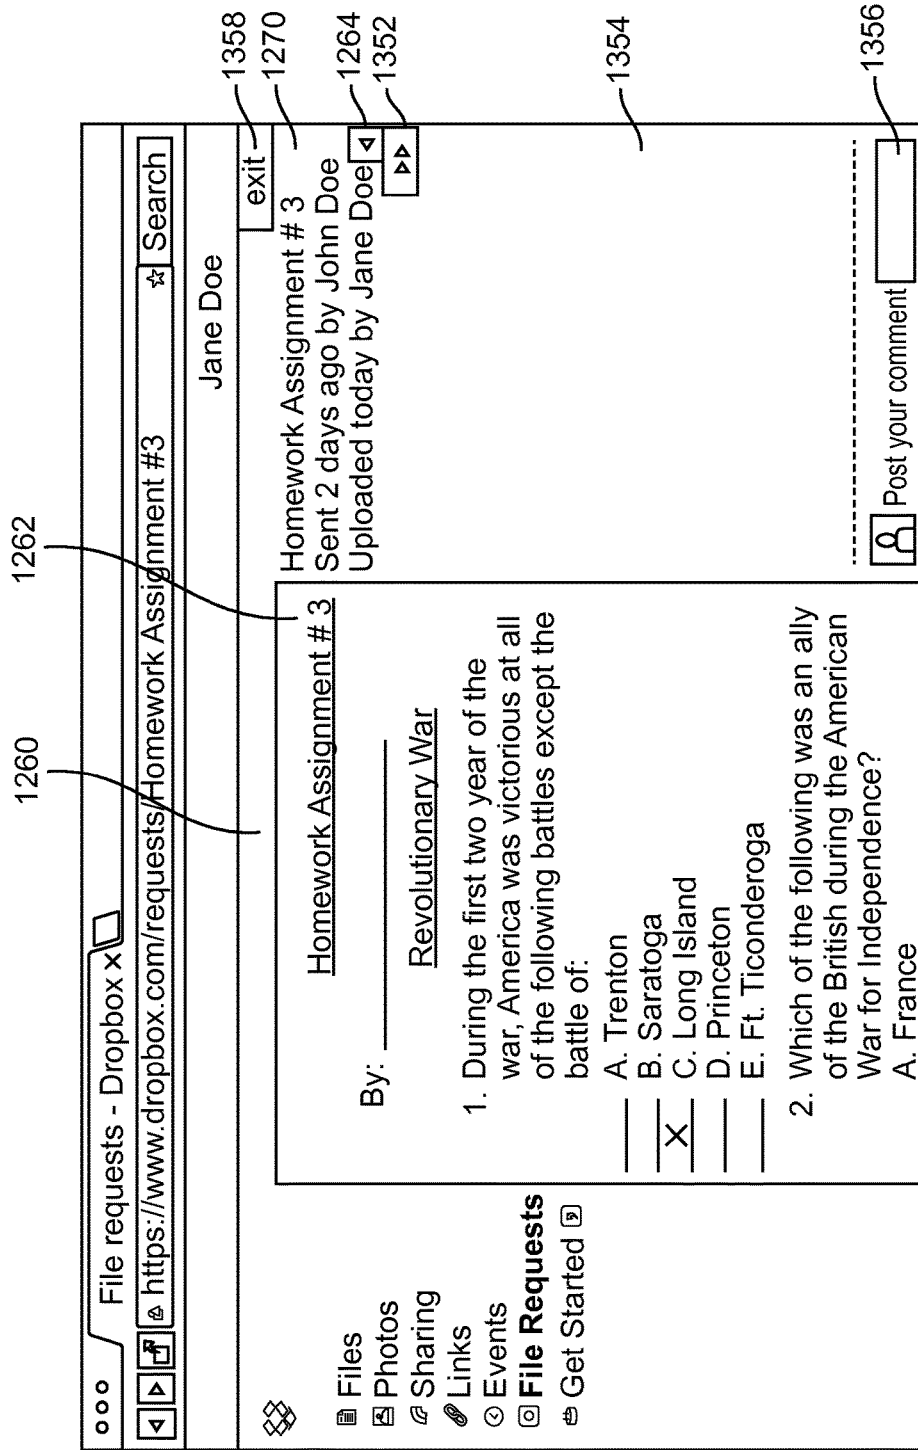 File requests - Dropbox x
https://www.dropbox.com/requests/Homework Assignment #3
Search
Jane Doe
exit
Files
Photos
Sharing
Links
Events
File Requests
Get Started
Homework Assignment # 3
By:
Revolutionary War
1. During the first two year of the
war, America was victorious at all
of the following battles except the
battle of:
A. Trenton
B. Saratoga
X C. Long Island
D. Princeton
E. Ft. Ticonderoga
2. Which of the following was an ally
of the British during the American
War for Independence?
A. France
Homework Assignment # 3
Sent 2 days ago by John Doe
Uploaded today by Jane Doe
Post your comment
1260
1262
1358
1270
1264
1352
1354
1356